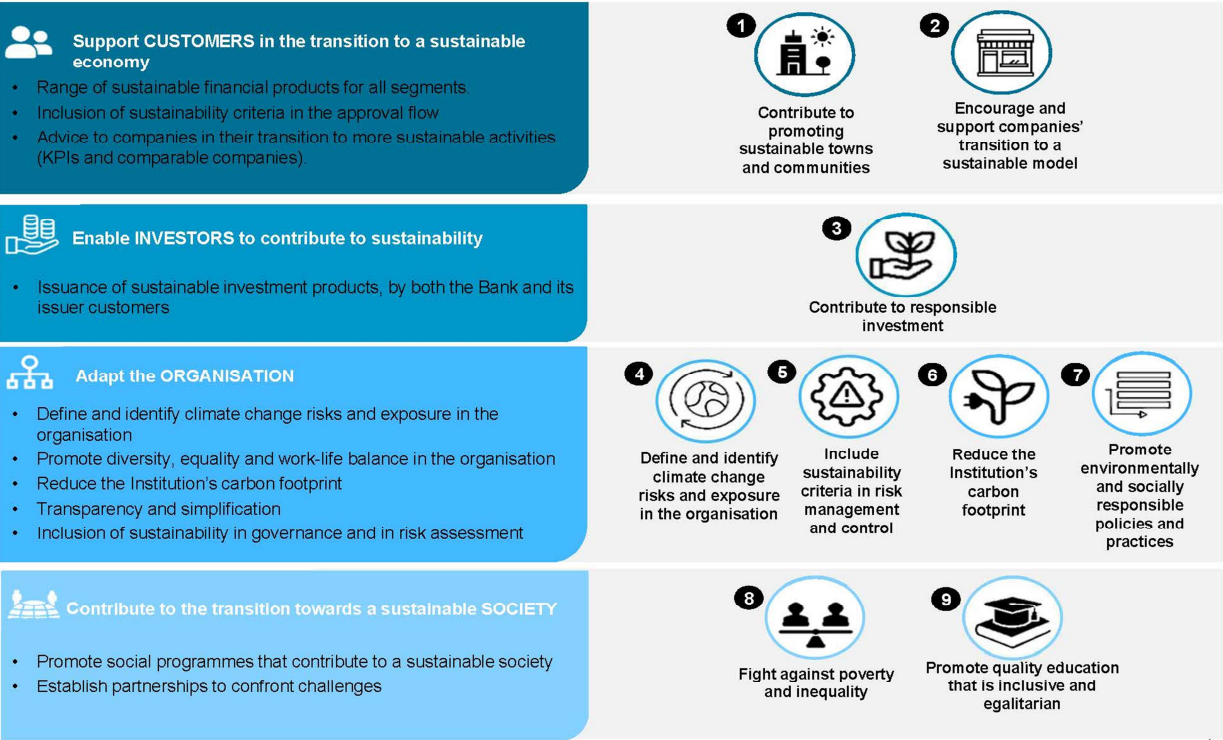 Support CUSTOMERS in the transition to a sustainable
economy
• Range of sustainable financial products for all segments.
• Inclusion of sustainability criteria in the approval flow
• Advice to companies in their transition to more sustainable activities
(KPIs and comparable companies).
1
Contribute to
promoting
sustainable towns
and communities
2
Encourage and
support companies'
transition to a
sustainable model
Enable INVESTORS to contribute to sustainability
• Issuance of sustainable investment products, by both the Bank and its
issuer customers
3
Contribute to responsible
investment
Adapt the ORGANISATION
• Define and identify climate change risks and exposure in the
organisation
• Promote diversity, equality and work-life balance in the organisation
• Reduce the Institution's carbon footprint
• Transparency and simplification
• Inclusion of sustainability in governance and in risk assessment
4
Define and identify
climate change
risks and exposure
in the organisation
5
Include
sustainability
criteria in risk
management
and control
6
Reduce the
Institution's
carbon
footprint
7
Promote
environmentally
and socially
responsible
policies and
practices
Contribute to the transition towards a sustainable SOCIETY
• Promote social programmes that contribute to a sustainable society
• Establish partnerships to confront challenges
8
Fight against poverty
and inequality
9
Promote quality education
that is inclusive and
egalitarian